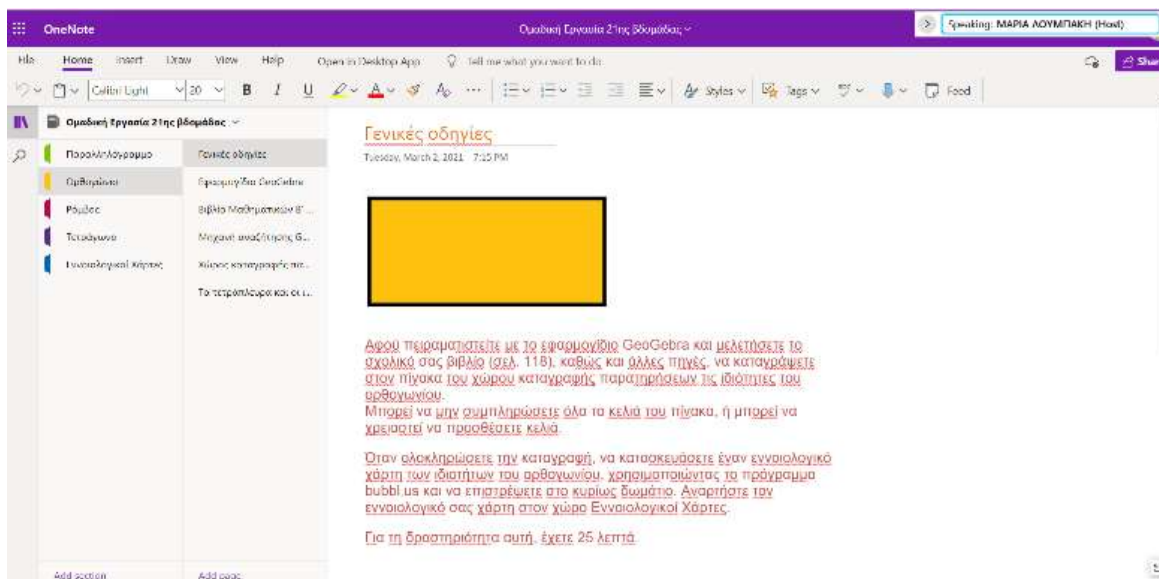 OneNote
Ομαδική Εργασία 21ης βδομάδας
Speaking: ΜΑΡΙΑ ΛΟΥΜΠΑΚΗ (Host)
File Home Insert Draw View Help Open in Desktop App Tell me what you want to do
Shar
Calibri Light 20 B I U Styles Tags Feed
Ομαδική Εργασία 21ης βδομάδας
Παραλληλόγραμμο
Ορθογώνιο
Ρόμβος
Τετράγωνο
Εννοιολογικοί Χάρτες
Γενικές οδηγίες
Εφαρμογίδιο GeoGebra
Βιβλίο Μαθηματικών Β' ...
Μηχανή αναζήτησης G...
Χώρος καταγραφής πα...
Τα τετράπλευρα και οι ι...
Γενικές οδηγίες
Tuesday, March 2, 2021 7:15 PM
Αφού πειραματιστείτε με το εφαρμογίδιο GeoGebra και μελετήσετε το
σχολικό σας βιβλίο (σελ. 118), καθώς και άλλες πηγές, να καταγράψετε
στον πίνακα του χώρου καταγραφής παρατηρήσεων τις ιδιότητες του
ορθογωνίου.
Μπορεί να μην συμπληρώσετε όλα τα κελιά του πίνακα, ή μπορεί να
χρειαστεί να προσθέσετε κελιά.
Όταν ολοκληρώσετε την καταγραφή, να κατασκευάσετε έναν εννοιολογικό
χάρτη των ιδιοτήτων του ορθογωνίου, χρησιμοποιώντας το πρόγραμμα
bubbl.us και να επιστρέψετε στο κυρίως δωμάτιο. Αναρτήστε τον
εννοιολογικό σας χάρτη στον χώρο Εννοιολογικοί Χάρτες.
Για τη δραστηριότητα αυτή, έχετε 25 λεπτά.
Add section
Add page